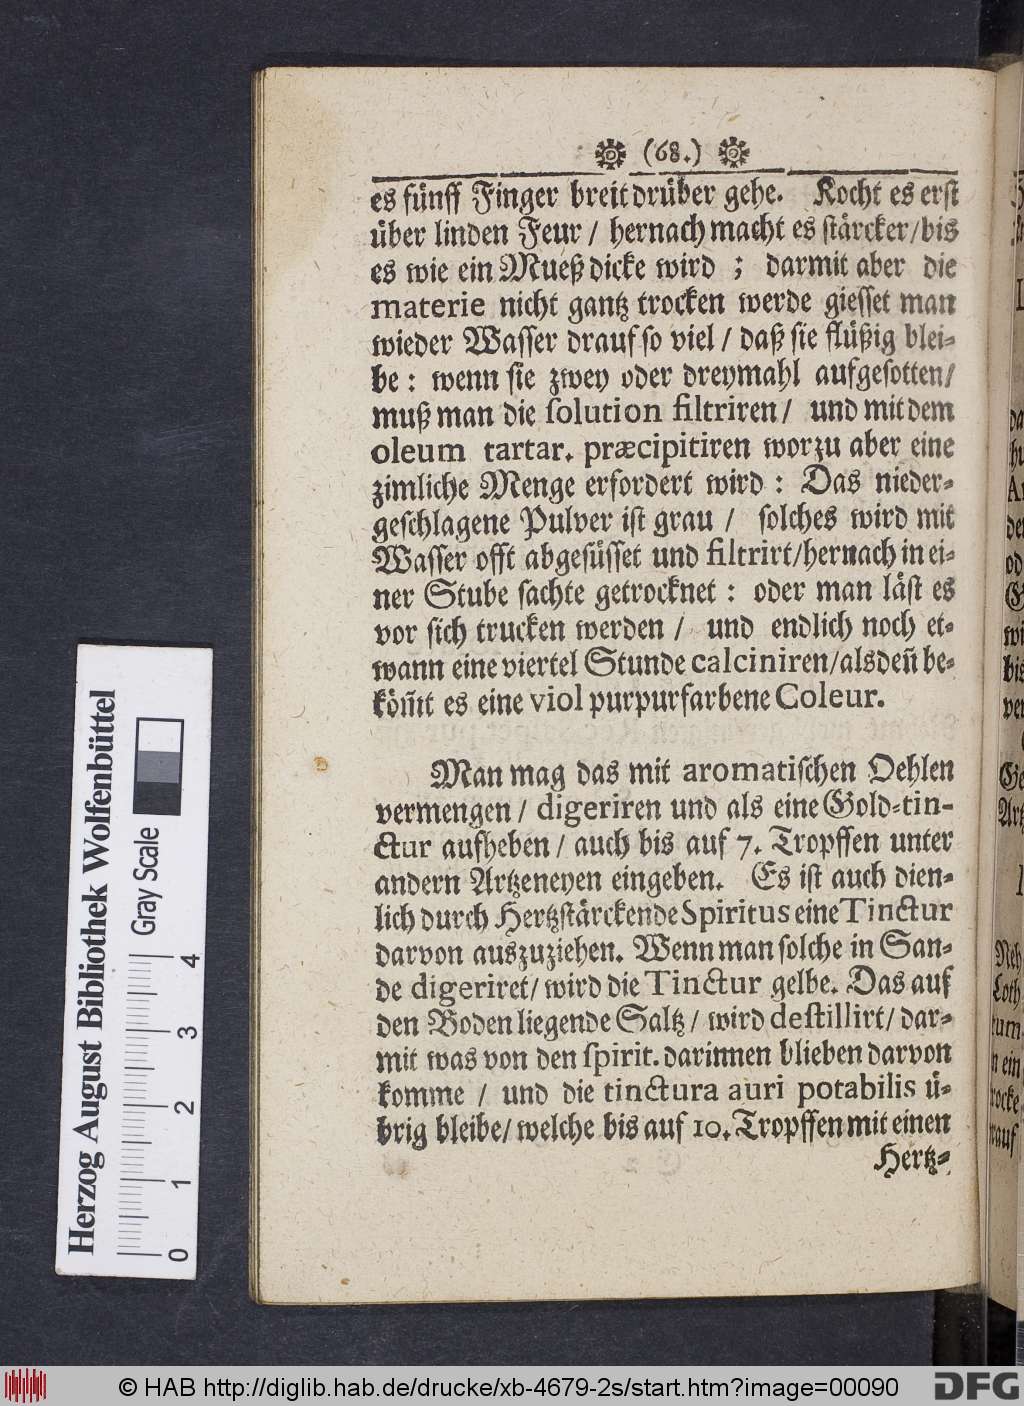 (68.)
es fünff Finger breit drüber gehe. Kocht es erst
über linden Feur / hernach macht es stärcker / bis
es wie ein Mueß dicke wird ; darmit aber die
materie nicht gantz trocken werde giesset man
wieder Wasser drauf so viel / daß sie flüßig blei-
be : wenn sie zwey oder dreymahl aufgesotten /
muß man die solution filtriren / und mit dem
oleum tartar. præcipitiren worzu aber eine
zimliche Menge erfordert wird : Das nieder-
geschlagene Pulver ist grau / solches wird mit
Wasser offt abgesüsset und filtrirt / hernach in ei-
ner Stube sachte getrocknet : oder man läst es
vor sich trucken werden / und endlich noch et-
wann eine viertel Stunde calciniren / alsdeñ be-
köm̃t es eine viol purpurfarbene Coleur.
Man mag das mit aromatischen Oehlen
vermengen / digeriren und als eine Gold-tin-
ctur aufheben / auch bis auf 7. Tropffen unter
andern Artzeneyen eingeben. Es ist auch dien-
lich durch Hertzstärckende Spiritus eine Tinctur
darvon auszuziehen. Wenn man solche in San-
de digeriret / wird die Tinctur gelbe. Das auf
den Boden liegende Saltz / wird destillirt / dar-
mit was von den spirit. darinnen blieben darvon
komme / und die tinctura auri potabilis ü-
brig bleibe / welche bis auf 10. Tropffen mit einen
Hertz-
Herzog August Bibliothek Wolfenbüttel
Gray Scale
0 1 2 3 4
© HAB http://diglib.hab.de/drucke/xb-4679-2s/start.htm?image=00090
DFG